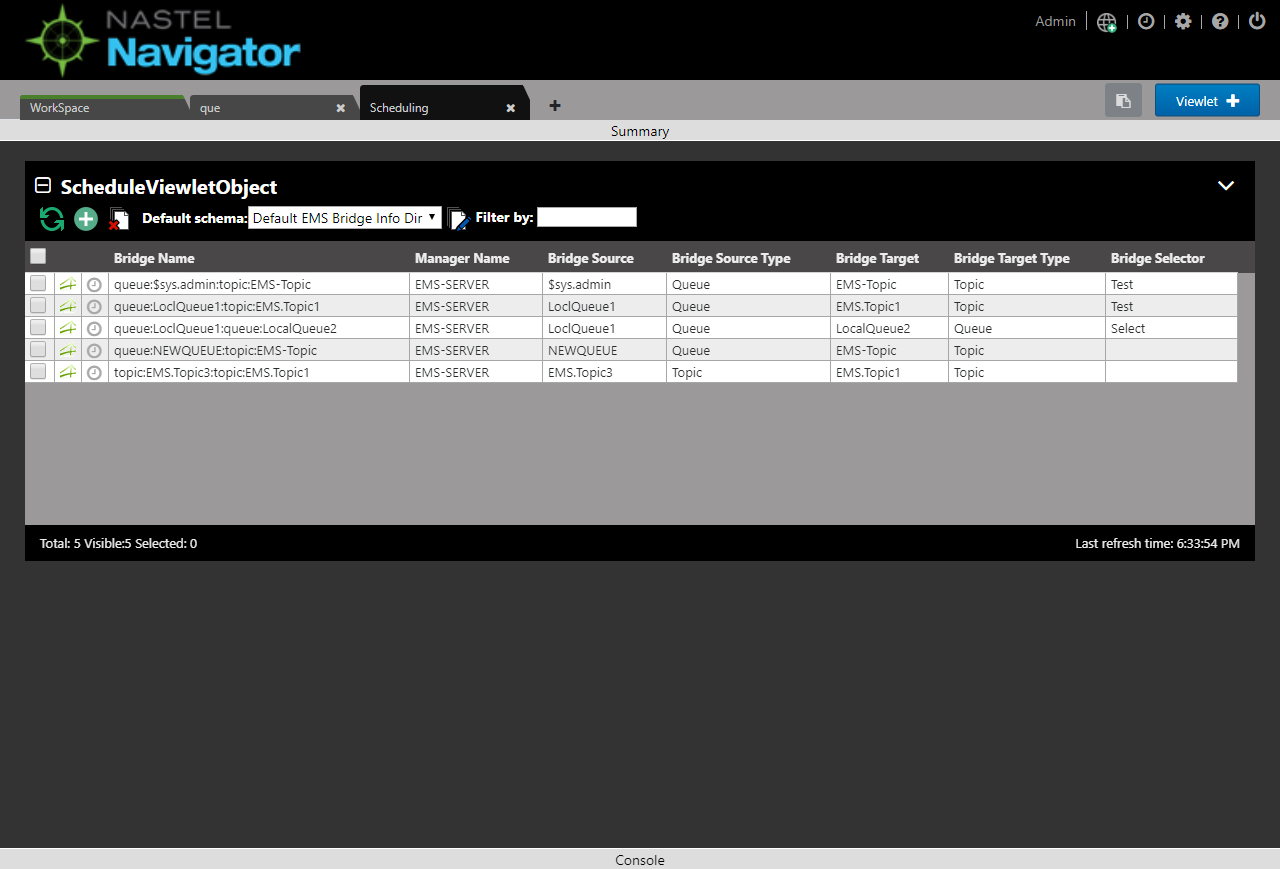 NASTEL
Navigator
Admin
WorkSpace
que
Scheduling
Viewlet
Summary
ScheduleViewletObject
Default schema: Default EMS Bridge Info Dir Filter by:
Bridge Name Manager Name Bridge Source Bridge Source Type Bridge Target Bridge Target Type Bridge Selector
queue:$sys.admin:topic:EMS-Topic EMS-SERVER $sys.admin Queue EMS-Topic Topic Test
queue:LoclQueue1:topic:EMS.Topic1 EMS-SERVER LoclQueue1 Queue EMS.Topic1 Topic Test
queue:LoclQueue1:queue:LocalQueue2 EMS-SERVER LoclQueue1 Queue LocalQueue2 Queue Select
queue:NEWQUEUE:topic:EMS-Topic EMS-SERVER NEWQUEUE Queue EMS-Topic Topic
topic:EMS.Topic3:topic:EMS.Topic1 EMS-SERVER EMS.Topic3 Topic EMS.Topic1 Topic
Total: 5 Visible:5 Selected: 0
Last refresh time: 6:33:54 PM
Console